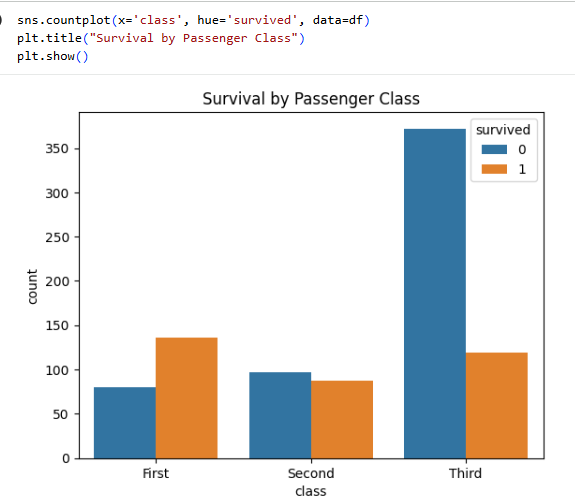 sns.countplot(x='class', hue='survived', data=df)
plt.title("Survival by Passenger Class")
plt.show()
Survival by Passenger Class
survived
0
1
350
300
250
200
150
100
50
0
count
First Second Third
class